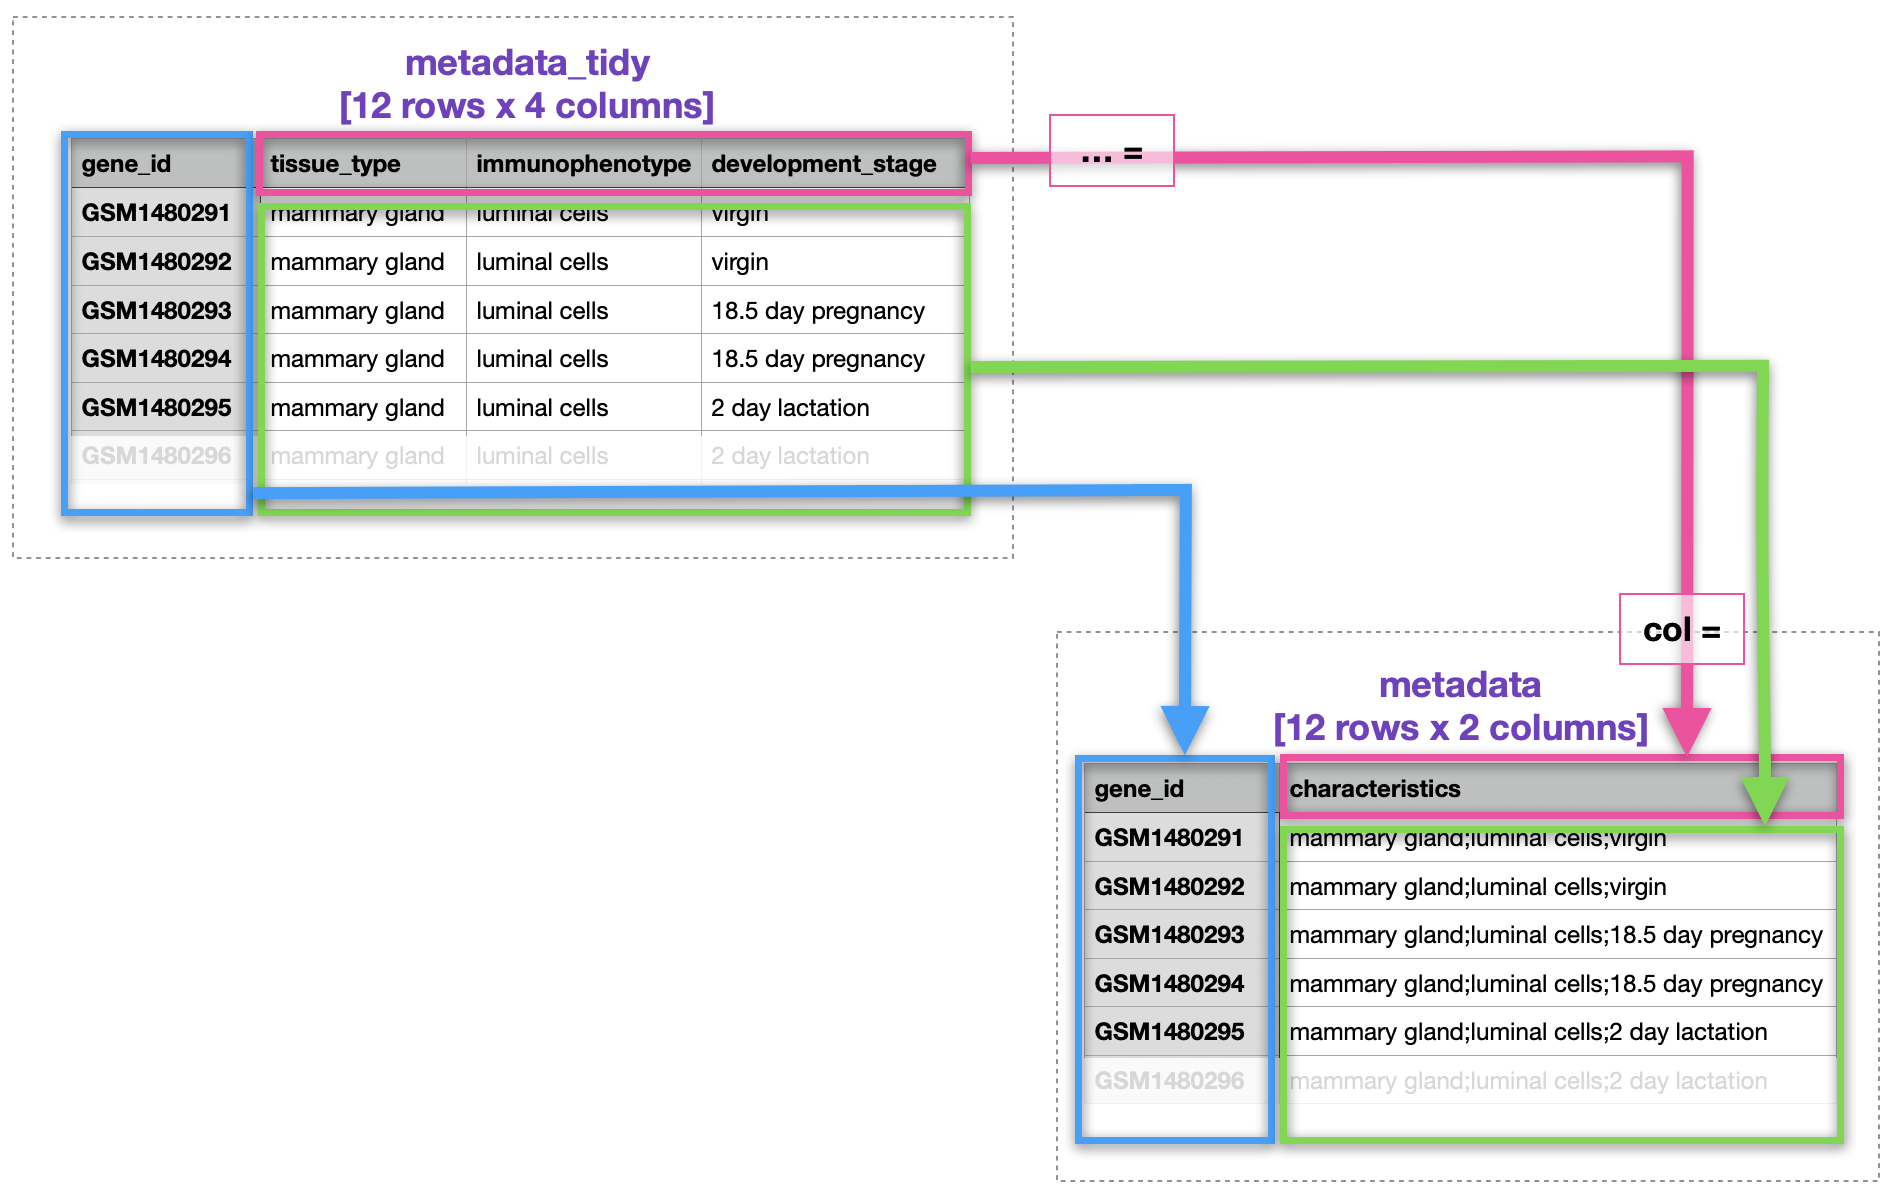 metadata_tidy
[12 rows x 4 columns]
gene_id tissue_type immunophenotype development_stage
GSM1480291 mammary gland luminal cells virgin
GSM1480292 mammary gland luminal cells virgin
GSM1480293 mammary gland luminal cells 18.5 day pregnancy
GSM1480294 mammary gland luminal cells 18.5 day pregnancy
GSM1480295 mammary gland luminal cells 2 day lactation
GSM1480296 mammary gland luminal cells 2 day lactation
... =
col =
metadata
[12 rows x 2 columns]
gene_id characteristics
GSM1480291 mammary gland;luminal cells;virgin
GSM1480292 mammary gland;luminal cells;virgin
GSM1480293 mammary gland;luminal cells;18.5 day pregnancy
GSM1480294 mammary gland;luminal cells;18.5 day pregnancy
GSM1480295 mammary gland;luminal cells;2 day lactation
GSM1480296 mammary gland;luminal cells;2 day lactation